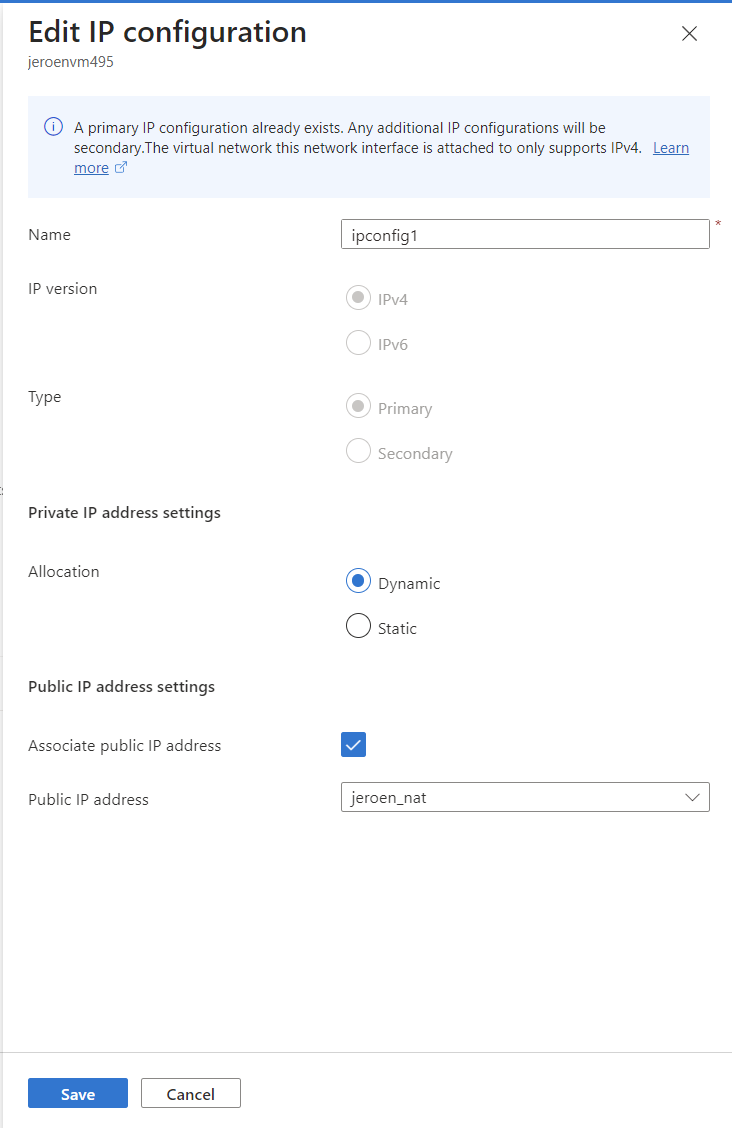 Edit IP configuration
jeroenvm495
A primary IP configuration already exists. Any additional IP configurations will be
secondary.The virtual network this network interface is attached to only supports IPv4. Learn
more
Name
ipconfig1 *
IP version
IPv4
IPv6
Type
Primary
Secondary
Private IP address settings
Allocation
Dynamic
Static
Public IP address settings
Associate public IP address
Public IP address
jeroen_nat
Save Cancel